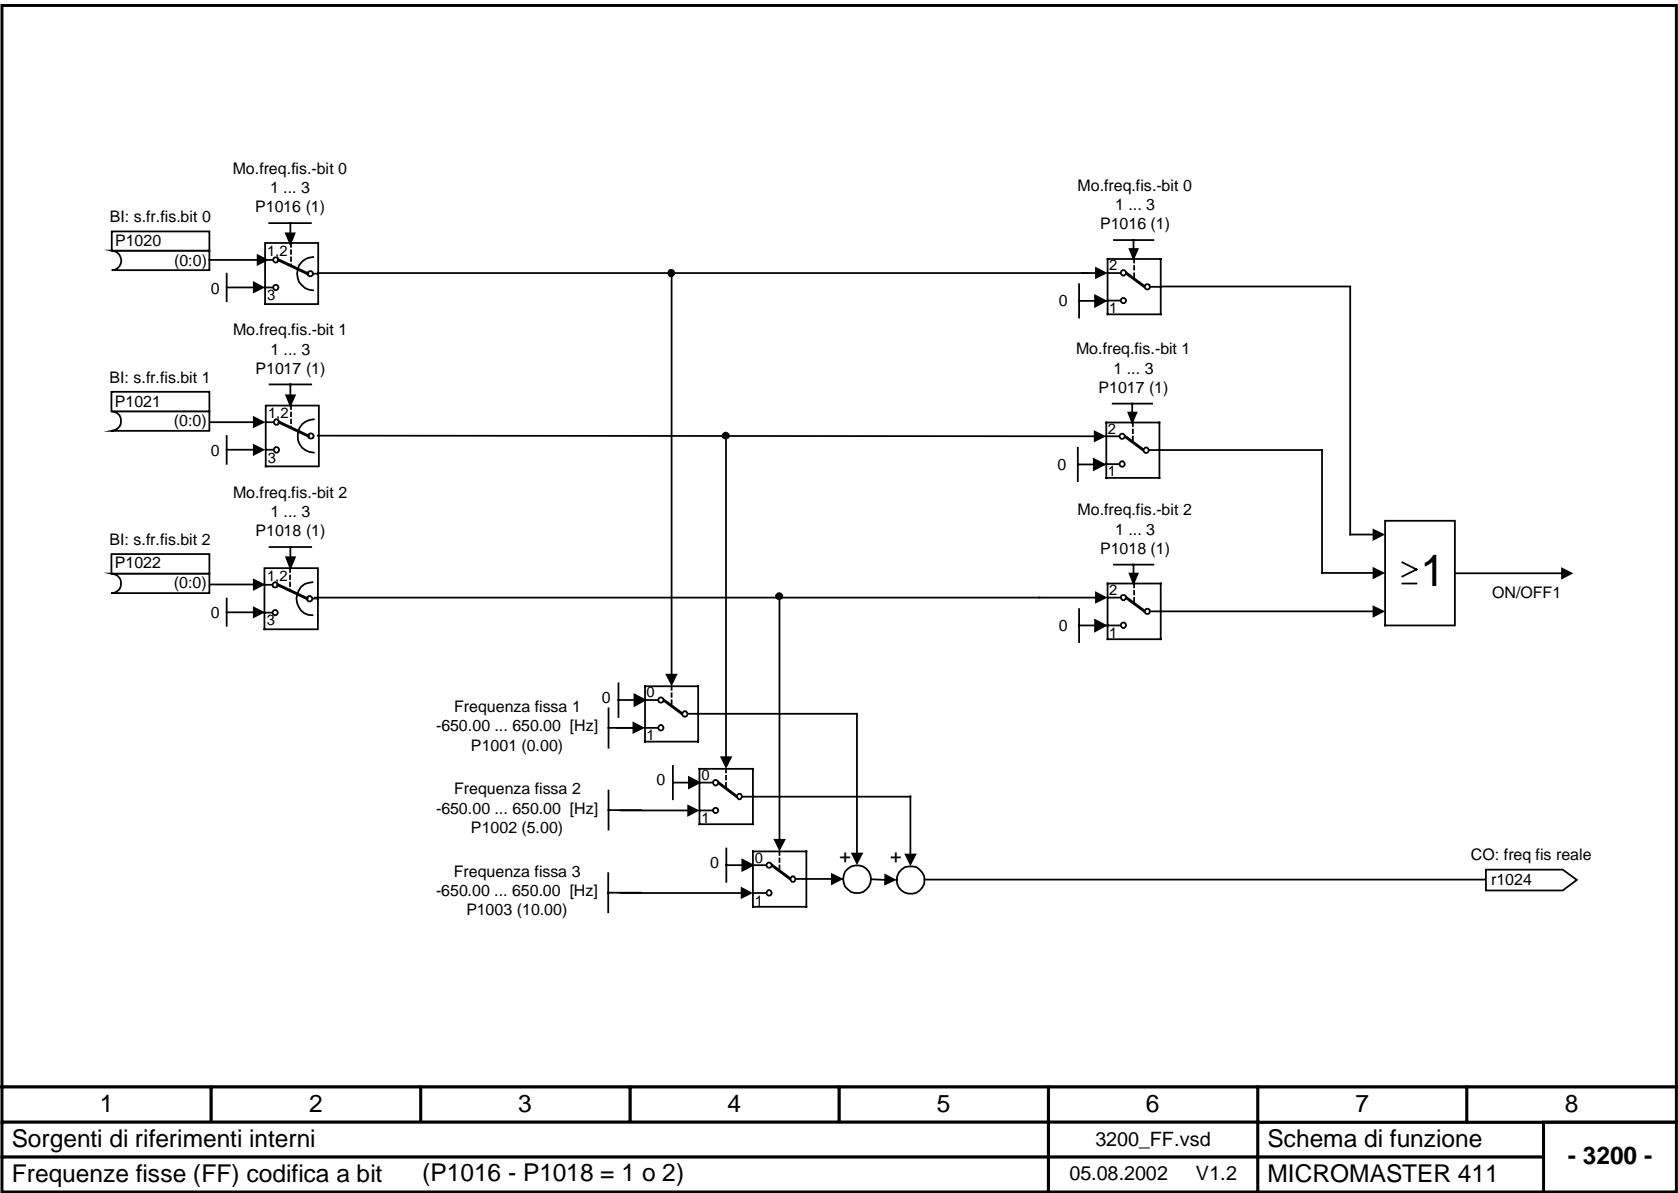 Mo.freq.fis.-bit 0
1 ... 3
P1016 (1)
BI: s.fr.fis.bit 0
P1020
(0:0)
1,2
0
3
Mo.freq.fis.-bit 0
1 ... 3
P1016 (1)
2
0
1
Mo.freq.fis.-bit 1
1 ... 3
P1017 (1)
BI: s.fr.fis.bit 1
P1021
(0:0)
1,2
0
3
Mo.freq.fis.-bit 1
1 ... 3
P1017 (1)
2
0
1
Mo.freq.fis.-bit 2
1 ... 3
P1018 (1)
BI: s.fr.fis.bit 2
P1022
(0:0)
1,2
0
3
Mo.freq.fis.-bit 2
1 ... 3
P1018 (1)
2
0
1
≥1
ON/OFF1
Frequenza fissa 1
-650.00 ... 650.00 [Hz]
P1001 (0.00)
0
0
1
Frequenza fissa 2
-650.00 ... 650.00 [Hz]
P1002 (5.00)
0
0
1
Frequenza fissa 3
-650.00 ... 650.00 [Hz]
P1003 (10.00)
0
0
1
+
+
CO: freq fis reale
r1024
1 2 3 4 5 6 7 8
Sorgenti di riferimenti interni
3200_FF.vsd
Schema di funzione
- 3200 -
Frequenze fisse (FF) codifica a bit (P1016 - P1018 = 1 o 2)
05.08.2002 V1.2
MICROMASTER 411